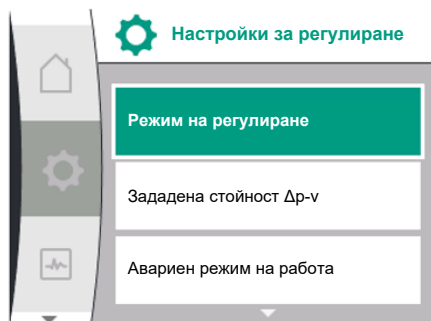 Настройки за регулиране
Режим на регулиране
Зададена стойност Δp-v
Авариен режим на работа